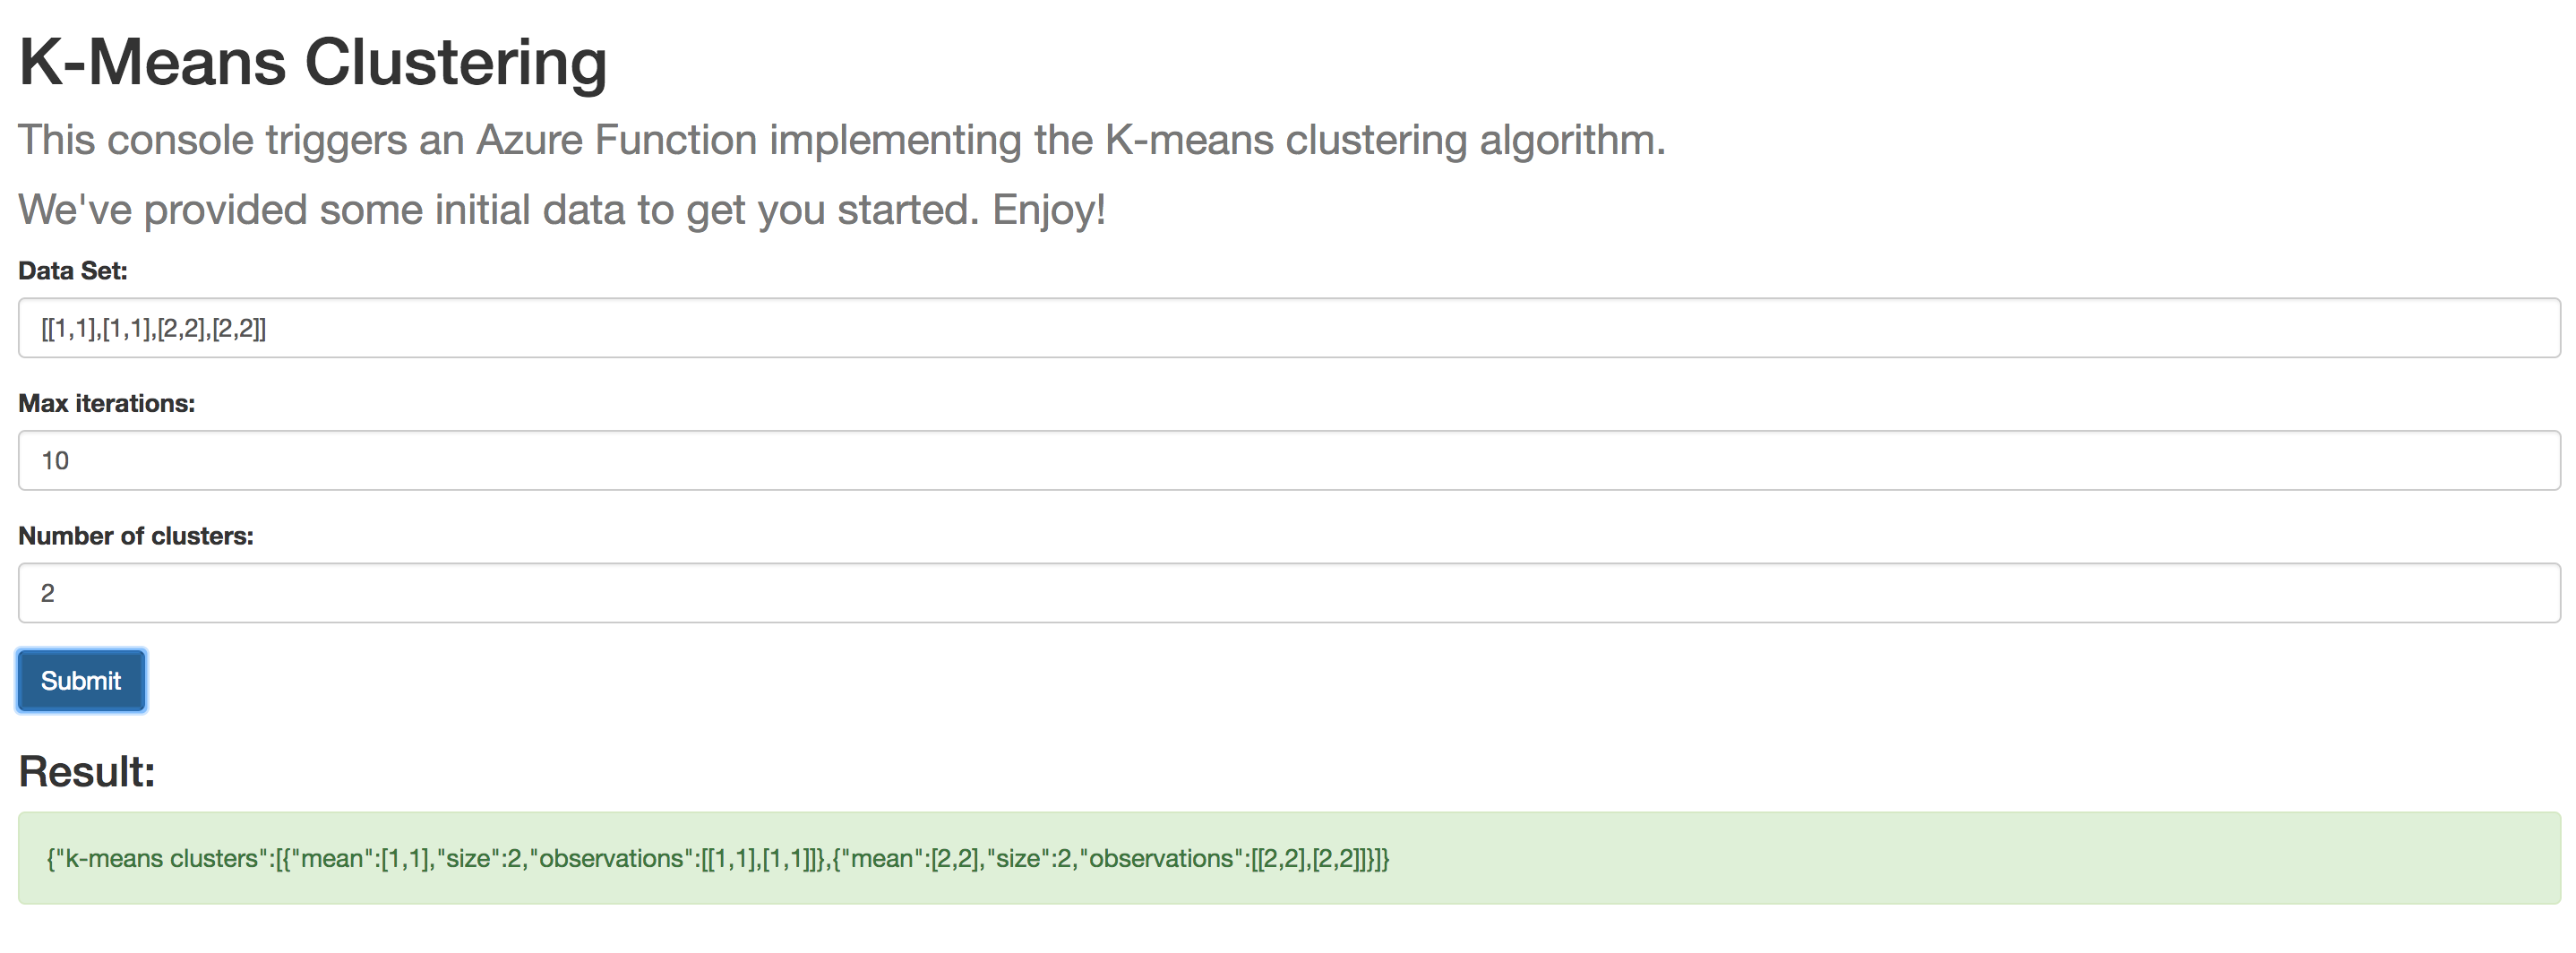 K-Means Clustering
This console triggers an Azure Function implementing the K-means clustering algorithm.
We've provided some initial data to get you started. Enjoy!
Data Set:
[[1,1],[1,1],[2,2],[2,2]]
Max iterations:
10
Number of clusters:
2
Submit
Result:
{"k-means clusters":[{"mean":[1,1],"size":2,"observations":[[1,1],[1,1]]},{"mean":[2,2],"size":2,"observations":[[2,2],[2,2]]}]}